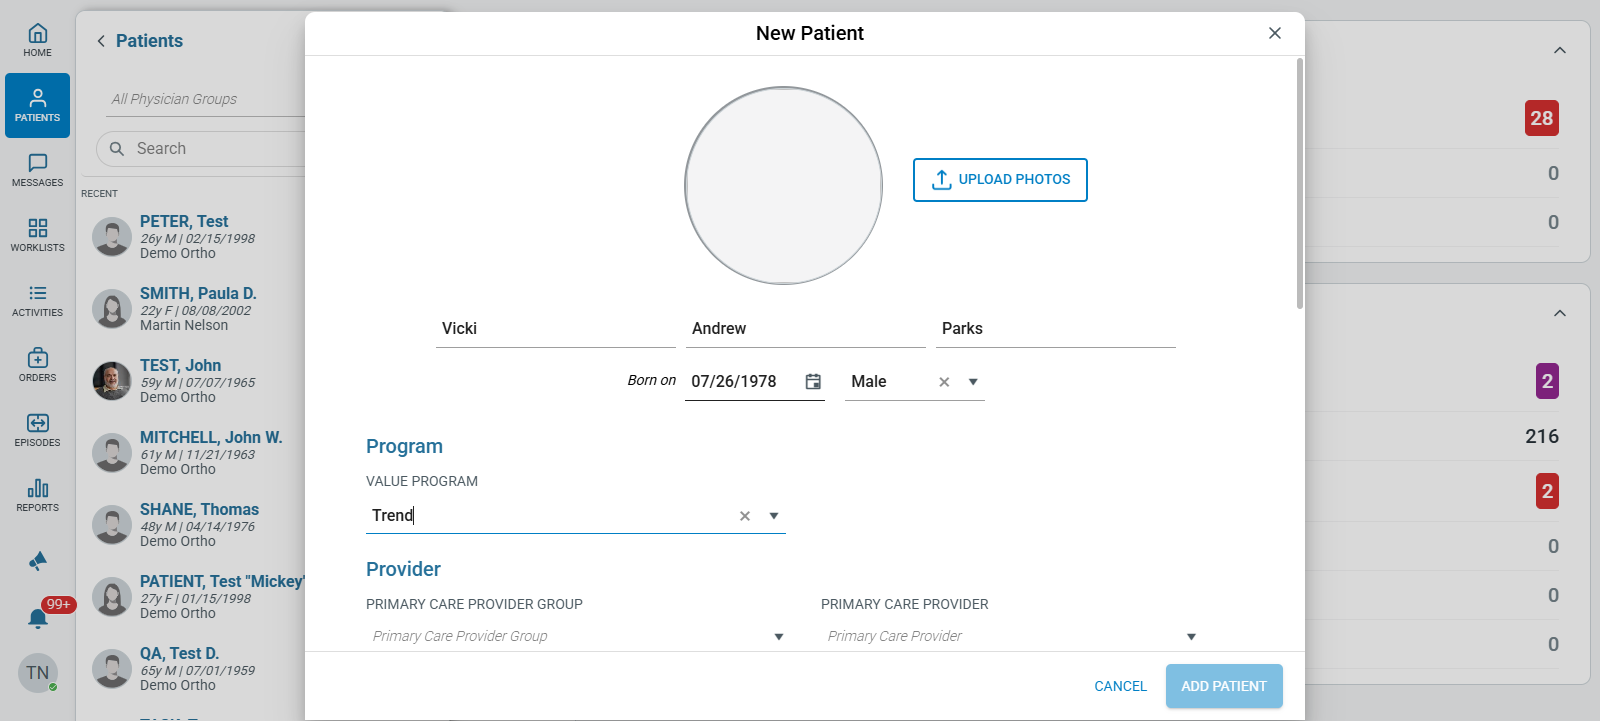 HOME
PATIENTS
MESSAGES
WORKLISTS
ACTIVITIES
ORDERS
EPISODES
REPORTS
99+
TN
Patients
All Physician Groups
Search
RECENT
PETER, Test
26y M | 02/15/1998
Demo Ortho
SMITH, Paula D.
22y F | 08/08/2002
Martin Nelson
TEST, John
59y M | 07/07/1965
Demo Ortho
MITCHELL, John W.
61y M | 11/21/1963
Demo Ortho
SHANE, Thomas
48y M | 04/14/1976
Demo Ortho
PATIENT, Test "Mickey"
27y F | 01/15/1998
Demo Ortho
QA, Test D.
65y M | 07/01/1959
Demo Ortho
New Patient
UPLOAD PHOTOS
Vicki Andrew Parks
Born on 07/26/1978 Male
Program
VALUE PROGRAM
Trend
Provider
PRIMARY CARE PROVIDER GROUP PRIMARY CARE PROVIDER
Primary Care Provider Group Primary Care Provider
CANCEL ADD PATIENT
28
0
0
2
216
2
0
0
0